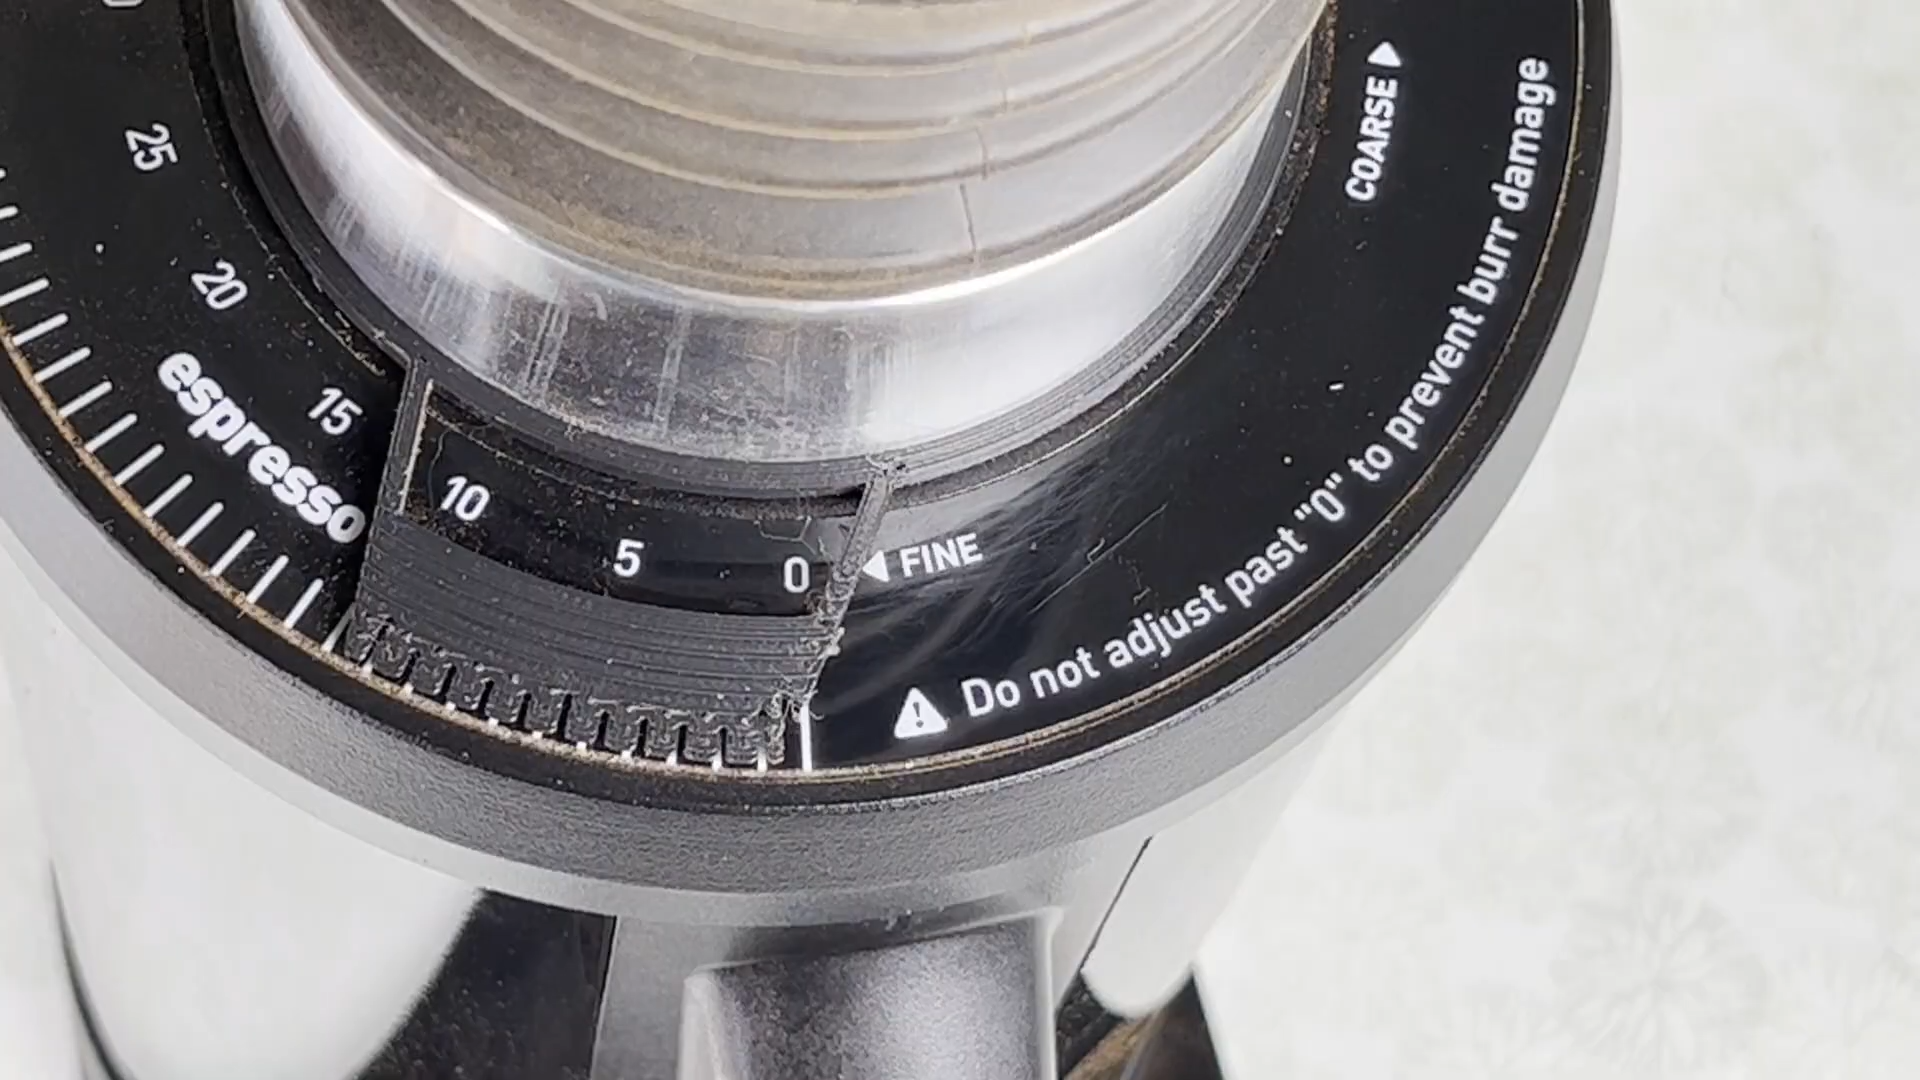 25
20
15
espresso
10
5
0
◀ FINE
COARSE ▶
⚠ Do not adjust past "0" to prevent burr damage